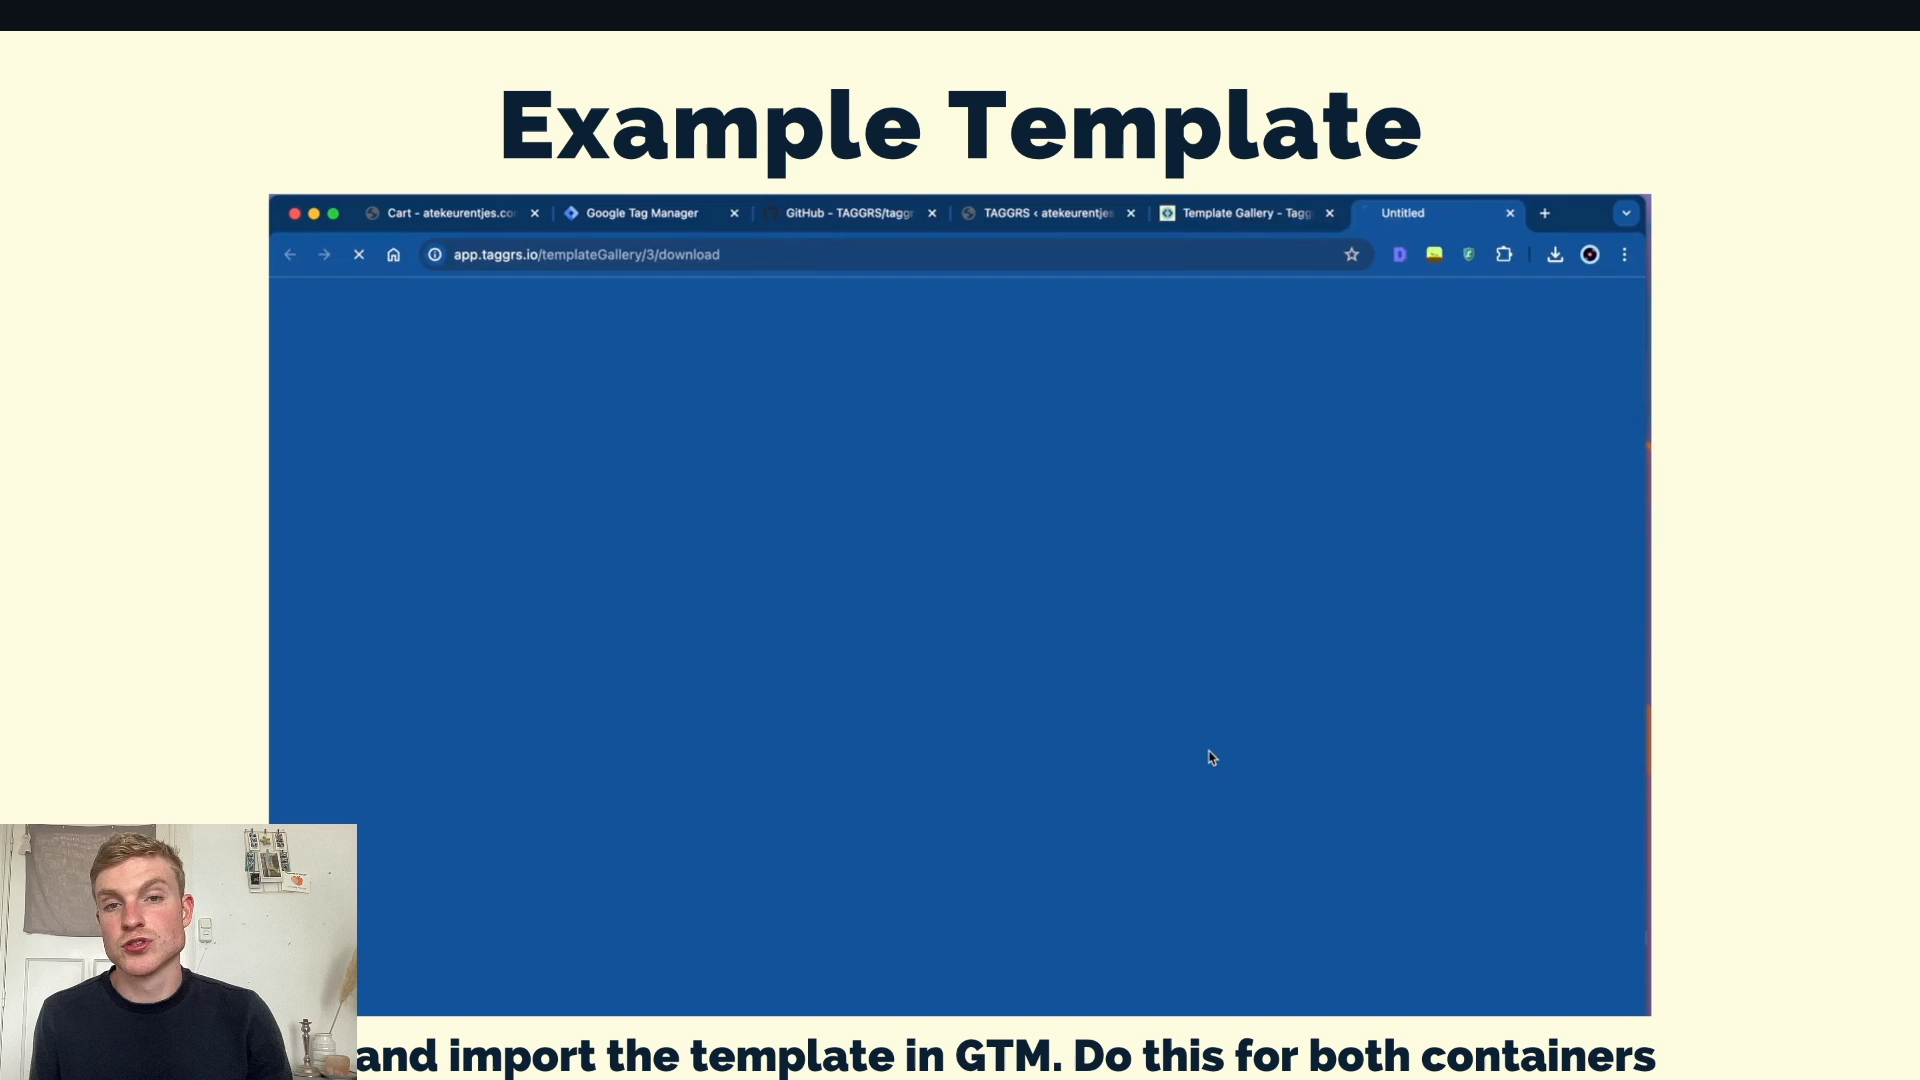 Example Template
Cart - atekeurentjes.co
Google Tag Manager
GitHub - TAGGRS/taggr
TAGGRS ‹ atekeurentjes
Template Gallery - Tagg
Untitled
app.taggrs.io/templateGallery/3/download
and import the template in GTM. Do this for both containers